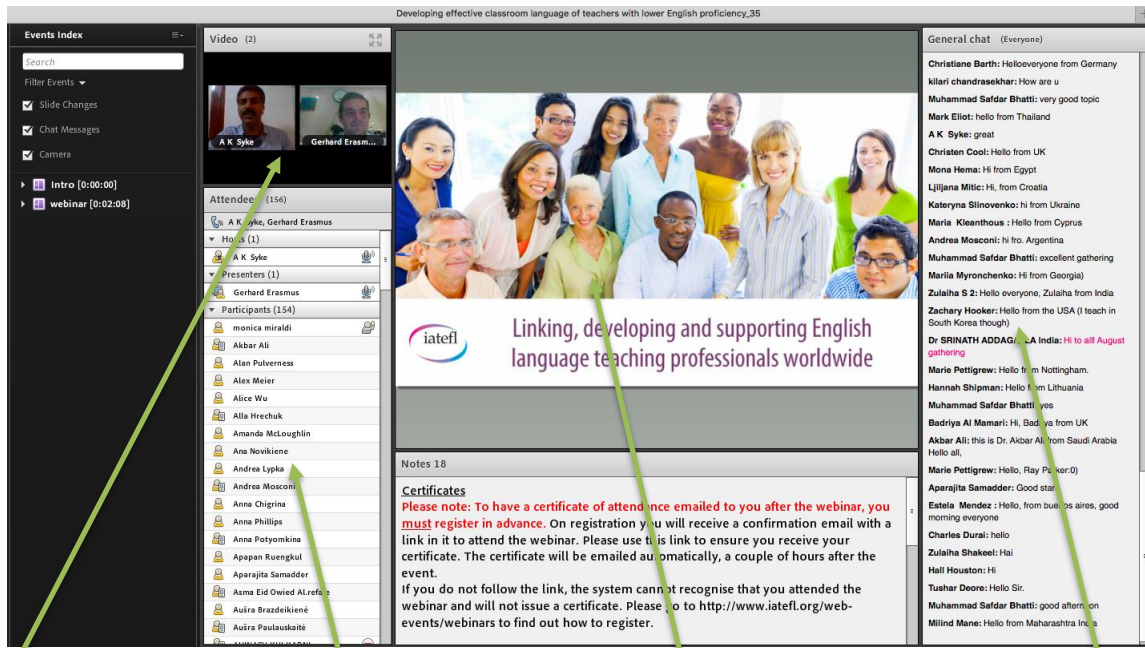 Developing effective classroom language of teachers with lower English proficiency_35
Events Index
Search
Filter Events
Slide Changes
Chat Messages
Camera
Intro [0:00:00]
webinar [0:02:08]
Video (2)
A K Syke
Gerhard Erasm...
Attendees (156)
A K Syke, Gerhard Erasmus
Hosts (1)
A K Syke
Presenters (1)
Gerhard Erasmus
Participants (154)
monica miraldi
Akbar Ali
Alan Pulverness
Alex Meier
Alice Wu
Alla Hrechuk
Amanda McLoughlin
Ana Novikiene
Andrea Lypka
Andrea Mosconi
Anna Chigrina
Anna Phillips
Anna Potyomkina
Apapan Ruengkul
Aparajita Samadder
Asma Eid Owied Al.refaie
Aušra Brazdeikienė
Aušra Paulauskaitė
iatefl
Linking, developing and supporting English
language teaching professionals worldwide
Notes 18
Certificates
Please note: To have a certificate of attendance emailed to you after the webinar, you
must register in advance. On registration you will receive a confirmation email with a
link in it to attend the webinar. Please use this link to ensure you receive your
certificate. The certificate will be emailed automatically, a couple of hours after the
event.
If you do not follow the link, the system cannot recognise that you attended the
webinar and will not issue a certificate. Please go to http://www.iatefl.org/web-
events/webinars to find out how to register.
General chat (Everyone)
Christiane Barth: Helloeveryone from Germany
kilari chandrasekhar: How are u
Muhammad Safdar Bhatti: very good topic
Mark Eliot: hello from Thailand
A K Syke: great
Christen Cool: Hello from UK
Mona Hema: Hi from Egypt
Ljiljana Mitic: Hi, from Croatia
Kateryna Slinovenko: hi from Ukraine
Maria Kleanthous : Hello from Cyprus
Andrea Mosconi: hi fro. Argentina
Muhammad Safdar Bhatti: excellent gathering
Mariia Myronchenko: Hi from Georgia)
Zulaiha S 2: Hello everyone, Zulaiha from India
Zachary Hooker: Hello from the USA (I teach in
South Korea though)
Dr SRINATH India: Hi to alll August
gathering
Marie Pettigrew: Hello from Nottingham.
Hannah Shipman: Hello from Lithuania
Muhammad Safdar Bhatti: yes
Badriya Al Mamari: Hi, Badriya from UK
Akbar Ali: this is Dr. Akbar Ali from Saudi Arabia
Hello all,
Marie Pettigrew: Hello, Ray Parker:0)
Aparajita Samadder: Good start
Estela Mendez : Hello, from buenos aires, good
morning everyone
Charles Durai: hello
Zulaiha Shakeel: Hai
Hall Houston: Hi
Tushar Deore: Hello Sir.
Muhammad Safdar Bhatti: good afternoon
Milind Mane: Hello from Maharashtra India